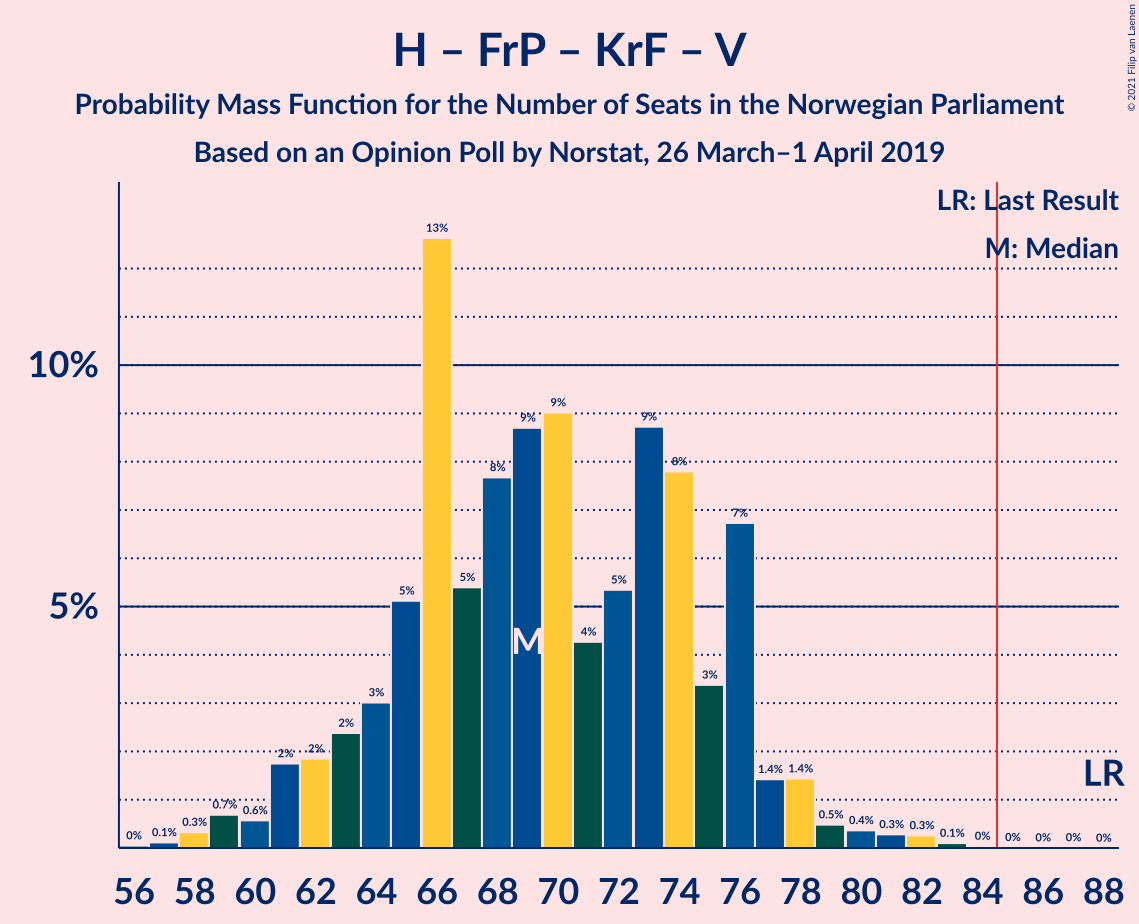 H – FrP – KrF – V
Probability Mass Function for the Number of Seats in the Norwegian Parliament
Based on an Opinion Poll by Norstat, 26 March–1 April 2019
© 2021 Filip van Laenen
LR: Last Result
M: Median
10%
5%
0% 0.1% 0.3% 0.7% 0.6% 2% 2% 2% 3% 5% 13% 5% 8% 9% 9% 4% 5% 9% 8% 3% 7% 1.4% 1.4% 0.5% 0.4% 0.3% 0.3% 0.1% 0% 0% 0% 0% 0%
M
LR
56 58 60 62 64 66 68 70 72 74 76 78 80 82 84 86 88